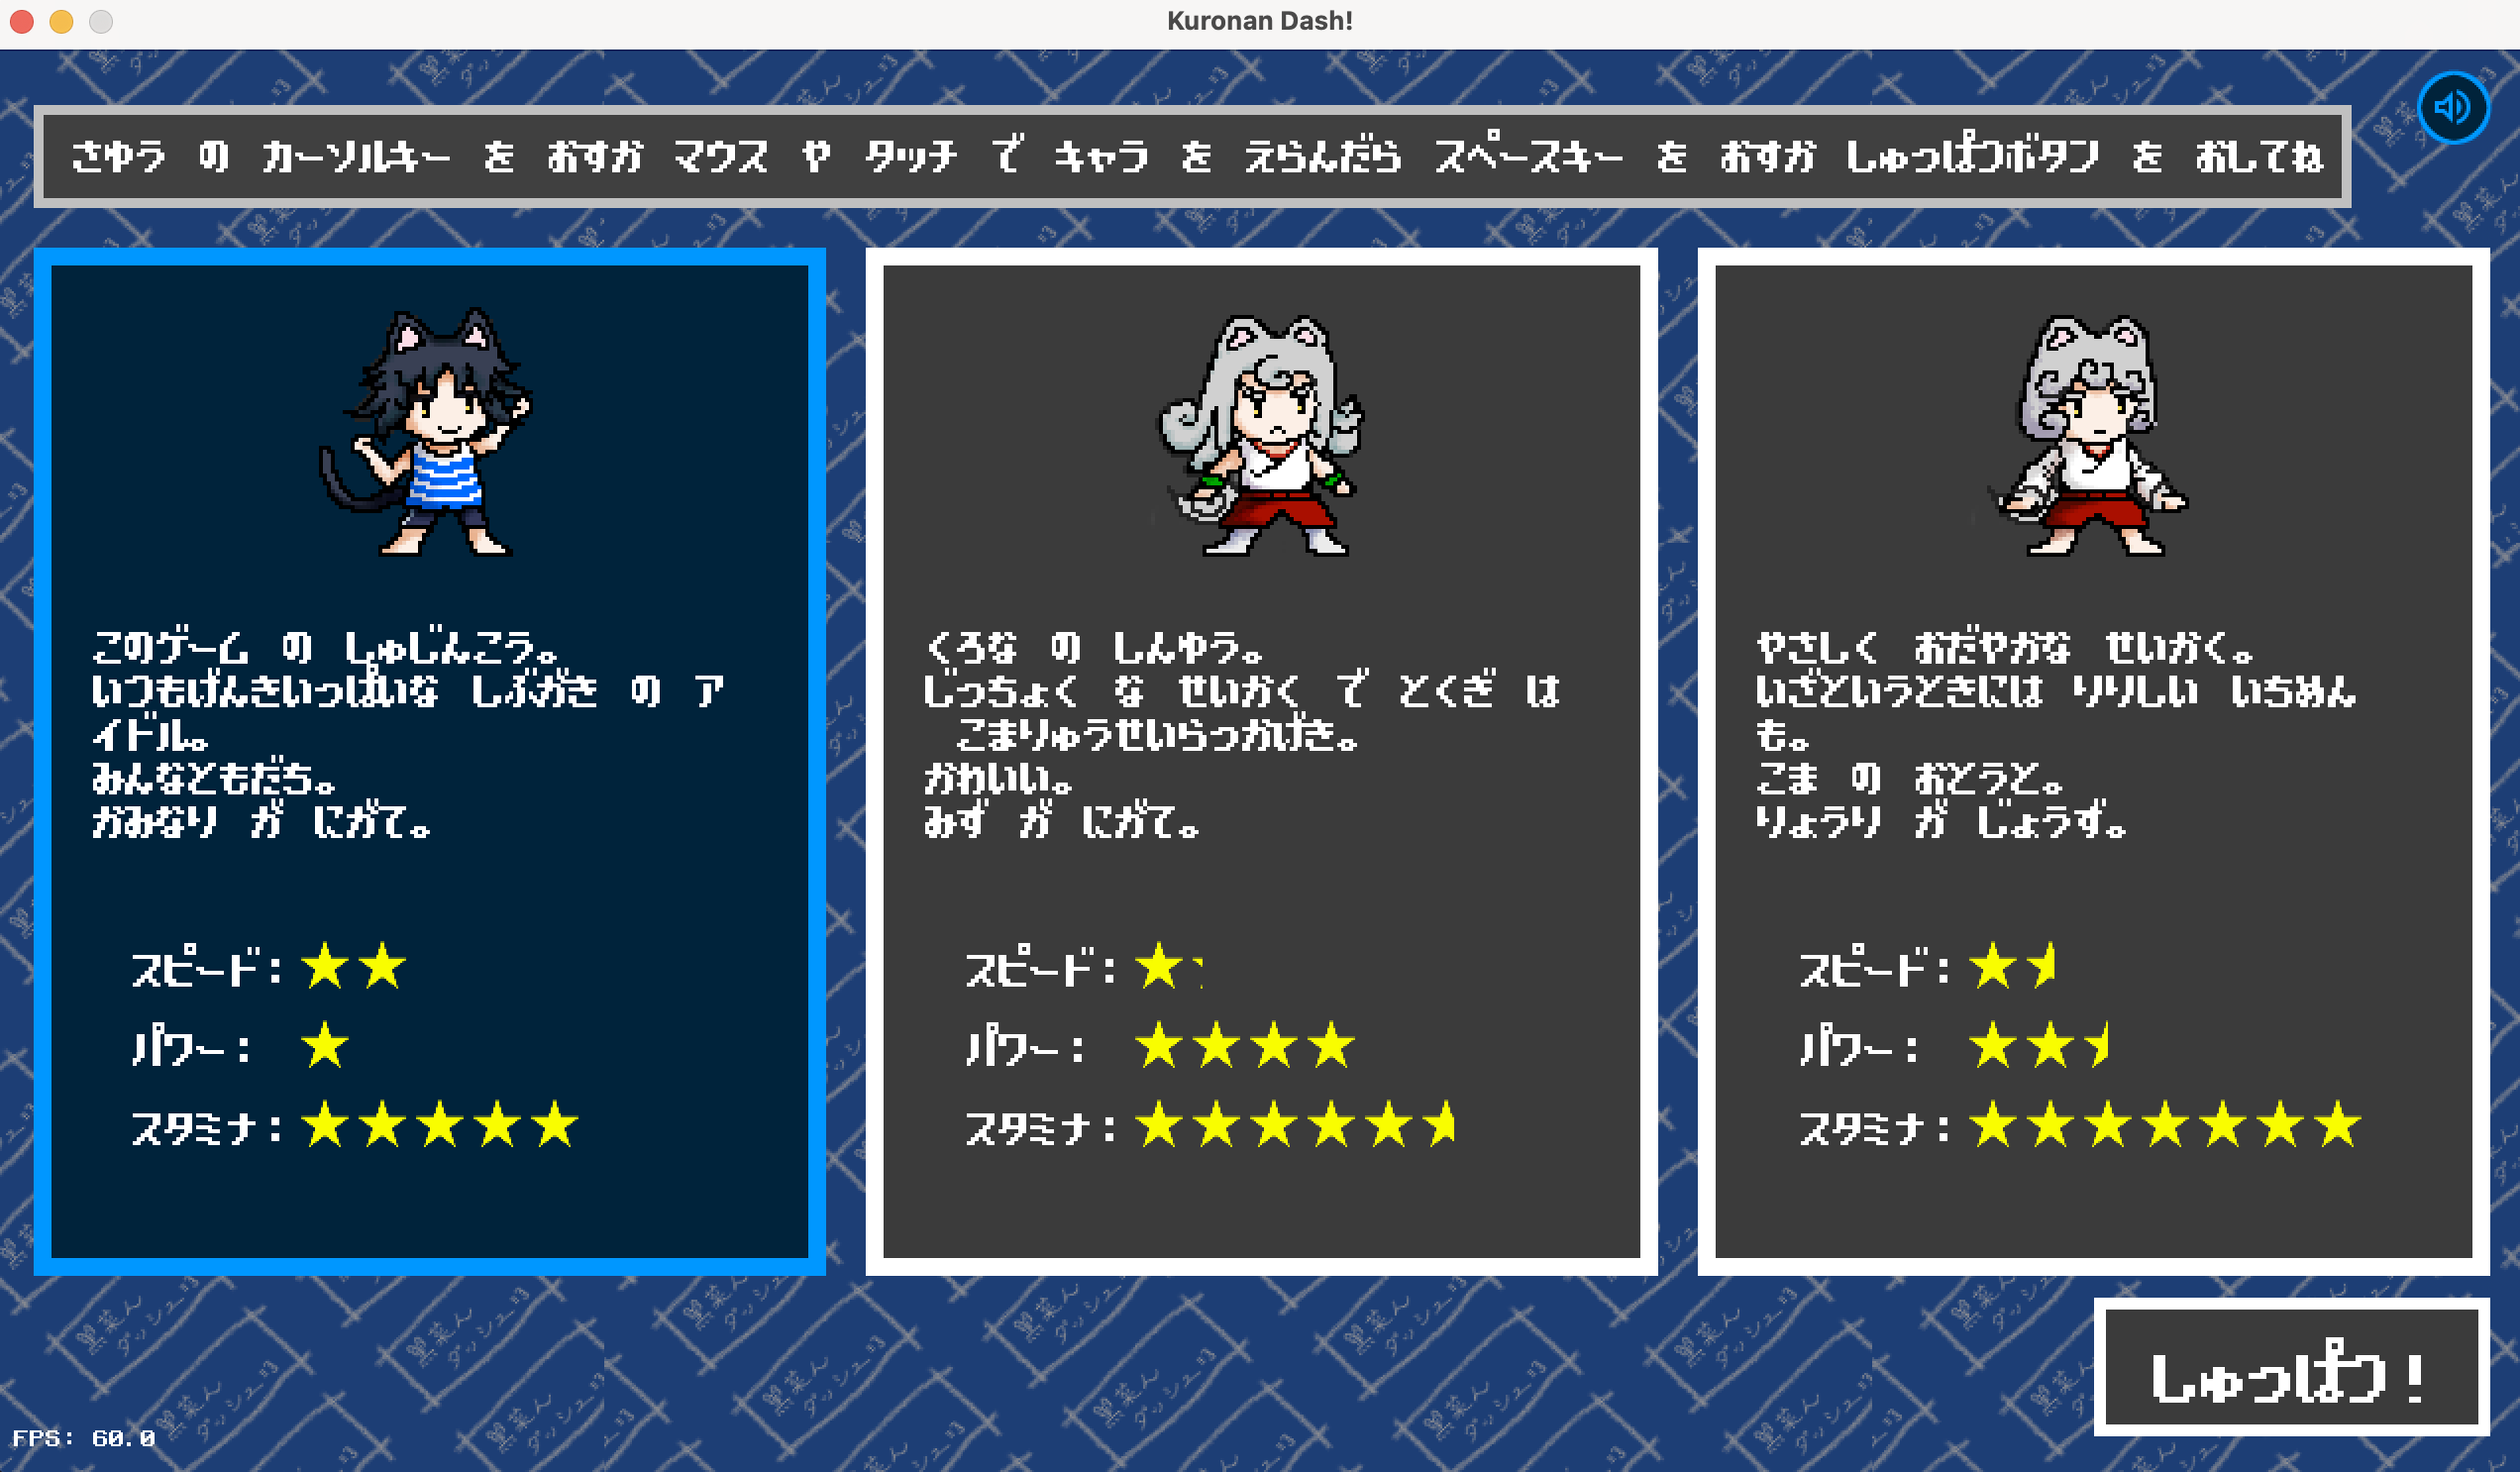 Kuronan Dash!
さゆう の カーソルキー を おすか マウス や タッチ で キャラ を えらんだら スペースキー を おすか しゅっぱつボタン を おしてね
このゲーム の しゅじんこう。
いつもげんきいっぱいな しぶがき の ア
イドル。
みんなともだち。
かみなり が にがて。
スピード:★★
パワー: ★
スタミナ:★★★★★
くろな の しんゆう。
じっちょく な せいかく で とくぎ は
こまりゅうせいらっかげき。
かわいい。
みず が にがて。
スピード:★
パワー: ★★★★
スタミナ:★★★★★★
やさしく おだやかな せいかく。
いざというときには りりしい いちめん
も。
こま の おとうと。
りょうり が じょうず。
スピード:★★
パワー: ★★★
スタミナ:★★★★★★★
しゅっぱつ!
FPS: 60.0
黒菜んダッシュ